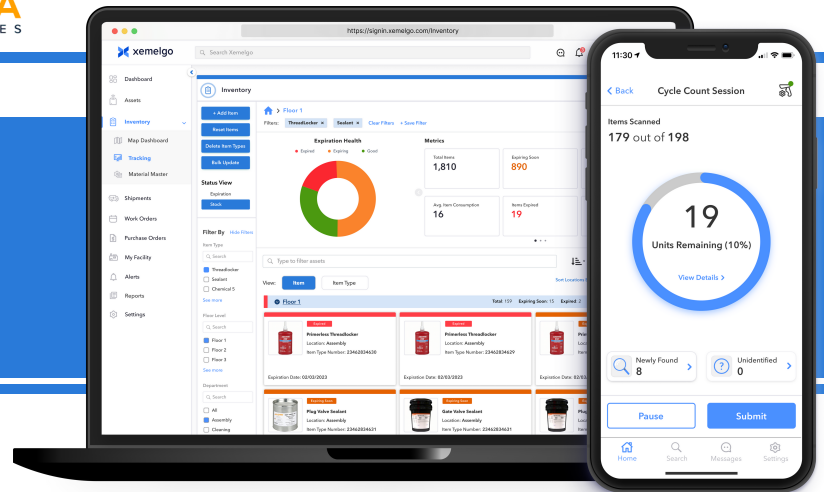 A
E S
https://signin.xemelgo.com/Inventory
xemelgo
Search Xemelgo
Dashboard
Assets
Inventory
Map Dashboard
Tracking
Material Master
Shipments
Work Orders
Purchase Orders
My Facility
Alerts
Reports
Settings
Inventory
+ Add Item
Reset Items
Delete Item Types
Bulk Update
Status View
Expiration
Stock
Filter By Hide Filters
Item Type
Search
Threadlocker
Sealant
Chemical 5
See more
Floor Level
Search
Floor 1
Floor 2
Floor 3
See more
Department
Search
All
Assembly
Cleaning
> Floor 1
Filters: ThreadLocker × Sealant × Clear Filters + Save Filter
Expiration Health
Expired Expiring Good
Metrics
Total Items
1,810
Expiring Soon
890
Avg. Item Consumption
16
Items Expired
19
Type to filter assets
View: Item Item Type
Sort Locations
Floor 1 Total: 159 Expiring Soon: 15 Expired: 2
Expired
Primerless Threadlocker
Location: Assembly
Item Type Number: 23462834630
Expiration Date: 02/03/2023
Expired
Primerless Threadlocker
Location: Assembly
Item Type Number: 23462834629
Expiration Date: 02/03/2023
Expiration Date: 02/03
Expiring Soon
Plug Valve Sealant
Location: Assembly
Item Type Number: 23462834631
Expiring Soon
Gate Valve Sealant
Location: Assembly
Item Type Number: 23462834631
11:30
Back Cycle Count Session
Items Scanned
179 out of 198
19
Units Remaining (10%)
View Details >
Newly Found
8
Unidentified
0
Pause
Submit
Home
Search
Messages
Settings